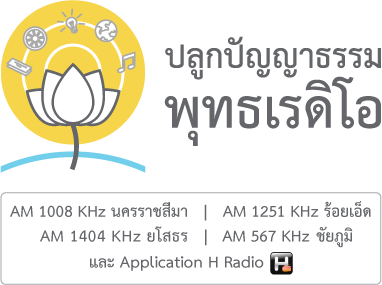 ปลูกปัญญาธรรม
พุทธเรดิโอ
AM 1008 KHz นครราชสีมา | AM 1251 KHz ร้อยเอ็ด
AM 1404 KHz ยโสธร | AM 567 KHz ชัยภูมิ
และ Application H Radio H